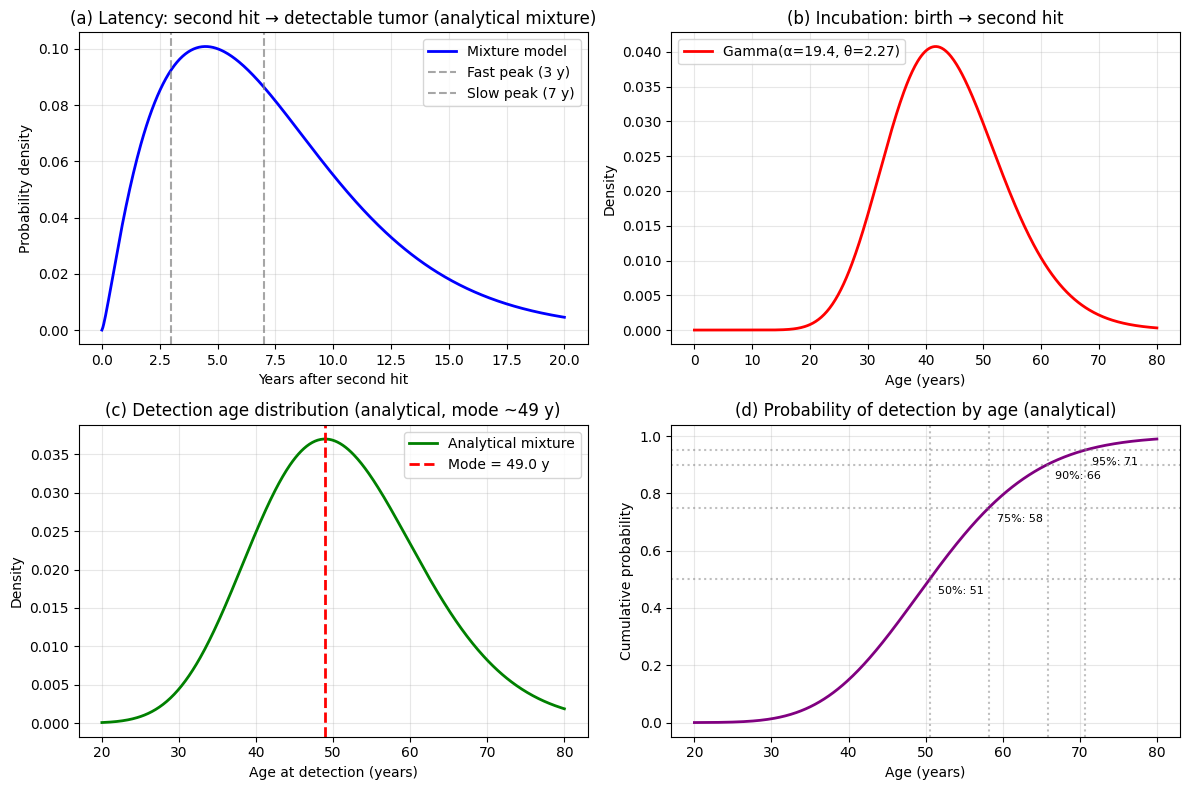 (a) Latency: second hit → detectable tumor (analytical mixture)
Probability density
0.10
0.08
0.06
0.04
0.02
0.00
Mixture model
Fast peak (3 y)
Slow peak (7 y)
0.0 2.5 5.0 7.5 10.0 12.5 15.0 17.5 20.0
Years after second hit
(b) Incubation: birth → second hit
Density
0.040
0.035
0.030
0.025
0.020
0.015
0.010
0.005
0.000
Gamma(α=19.4, θ=2.27)
0 10 20 30 40 50 60 70 80
Age (years)
(c) Detection age distribution (analytical, mode ~49 y)
Density
0.035
0.030
0.025
0.020
0.015
0.010
0.005
0.000
Analytical mixture
Mode = 49.0 y
20 30 40 50 60 70 80
Age at detection (years)
(d) Probability of detection by age (analytical)
Cumulative probability
1.0
0.8
0.6
0.4
0.2
0.0
95%: 71
90%: 66
75%: 58
50%: 51
20 30 40 50 60 70 80
Age (years)